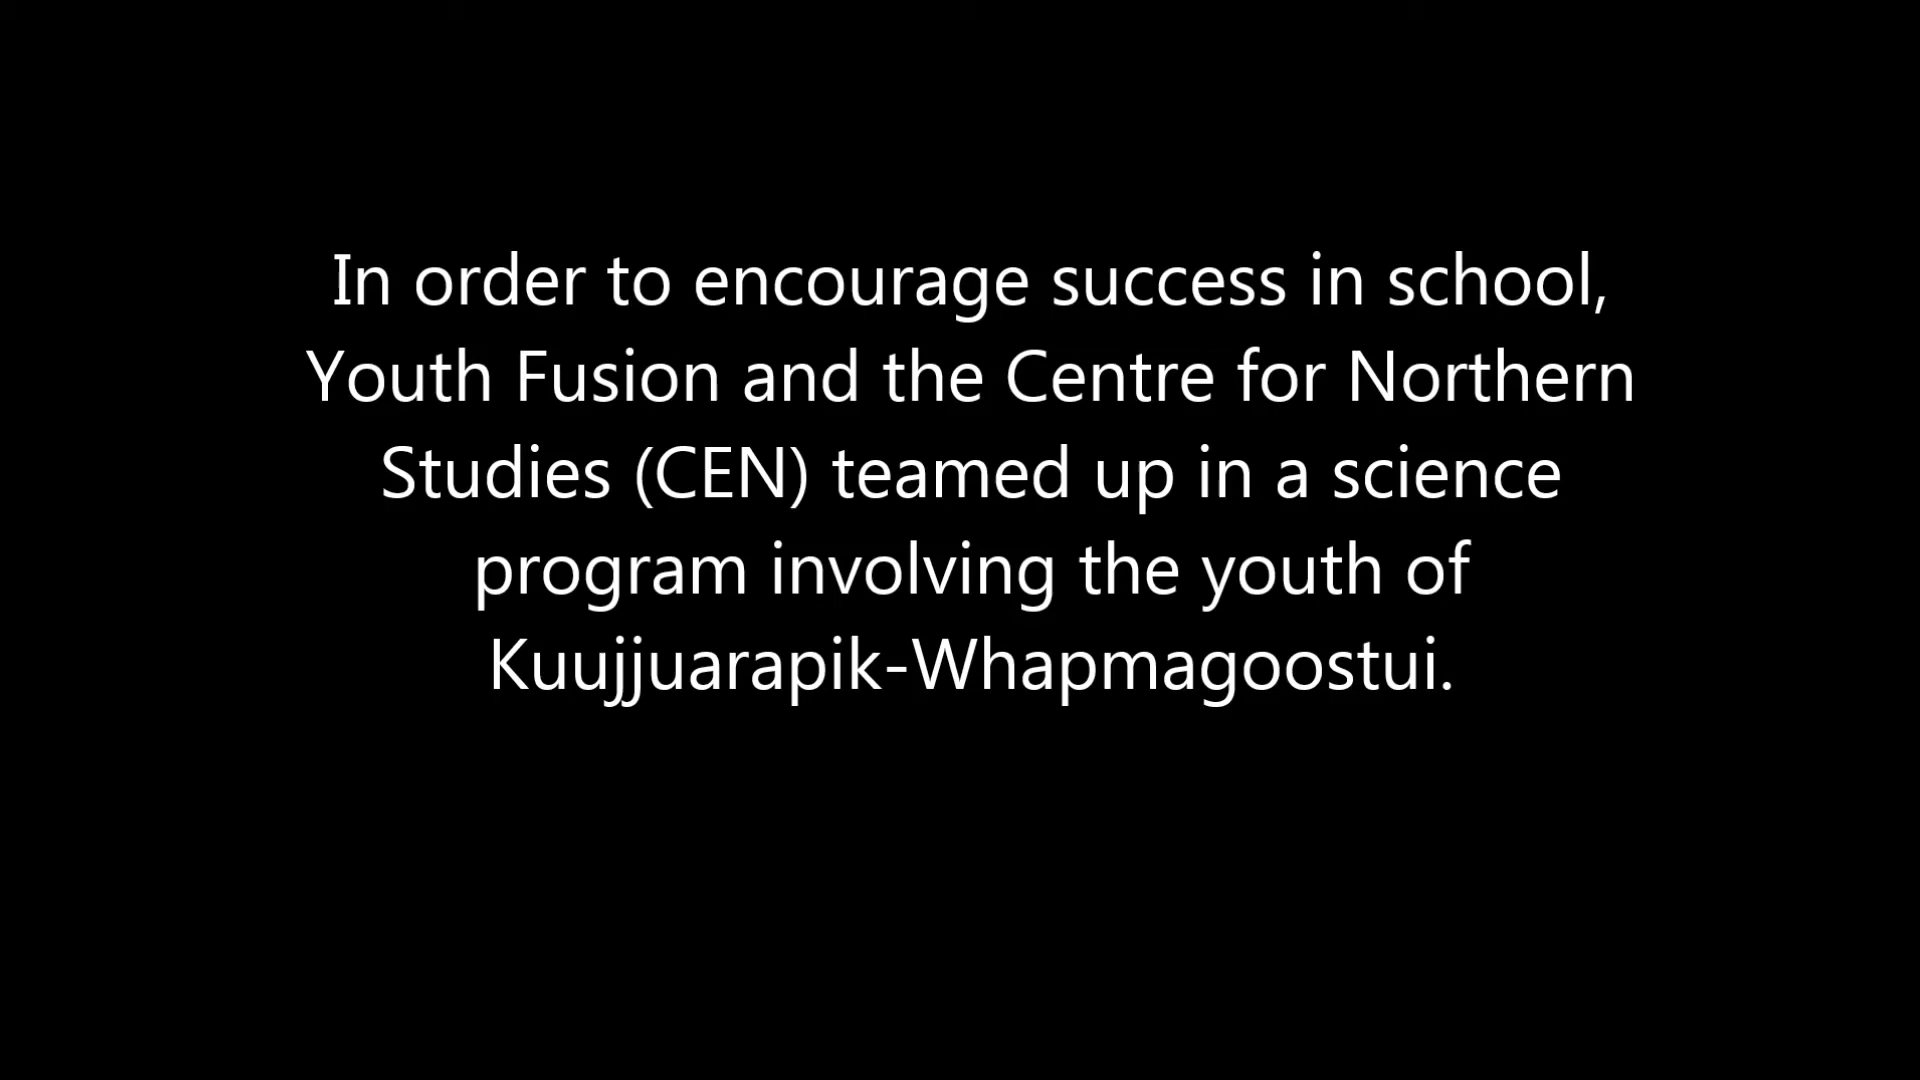 In order to encourage success in school,
Youth Fusion and the Centre for Northern
Studies (CEN) teamed up in a science
program involving the youth of
Kuujjuarapik-Whapmagoostui.